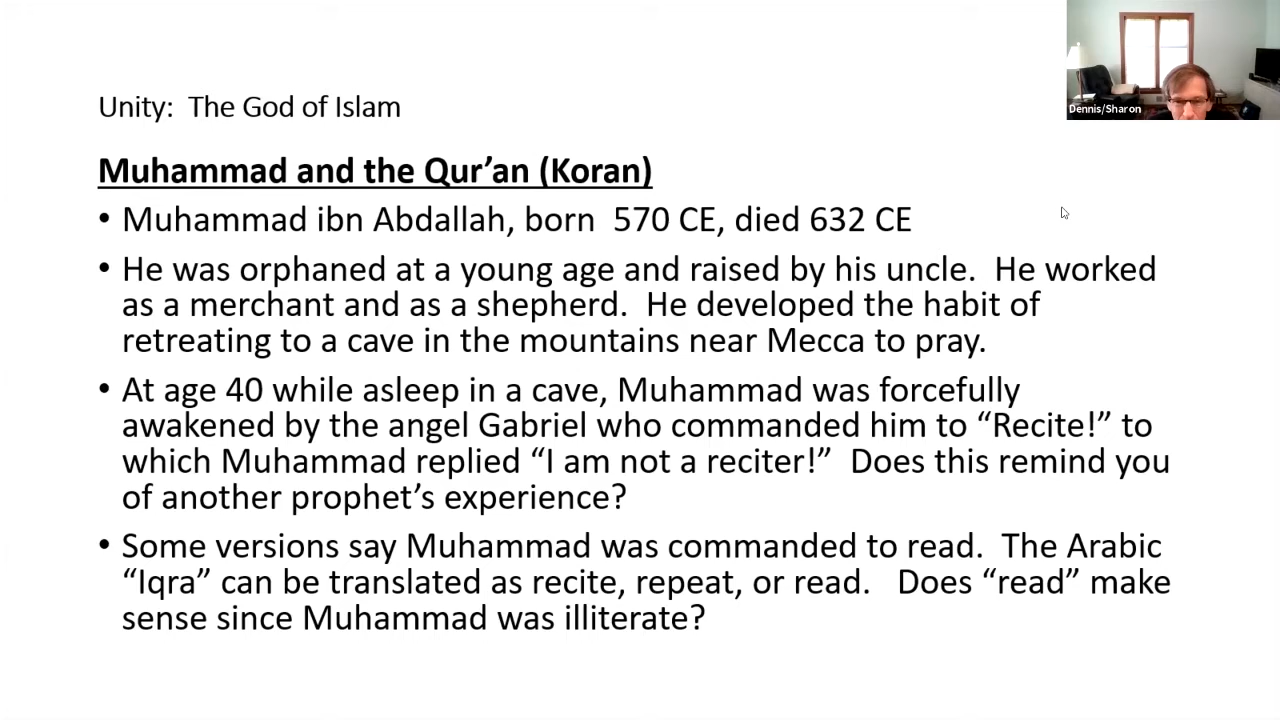 Unity:  The God of Islam
Dennis/Sharon
Muhammad and the Qur’an (Koran)
• Muhammad ibn Abdallah, born  570 CE, died 632 CE
• He was orphaned at a young age and raised by his uncle.  He worked
as a merchant and as a shepherd.  He developed the habit of
retreating to a cave in the mountains near Mecca to pray.
• At age 40 while asleep in a cave, Muhammad was forcefully
awakened by the angel Gabriel who commanded him to “Recite!” to
which Muhammad replied “I am not a reciter!”  Does this remind you
of another prophet’s experience?
• Some versions say Muhammad was commanded to read.  The Arabic
“Iqra” can be translated as recite, repeat, or read.   Does “read” make
sense since Muhammad was illiterate?